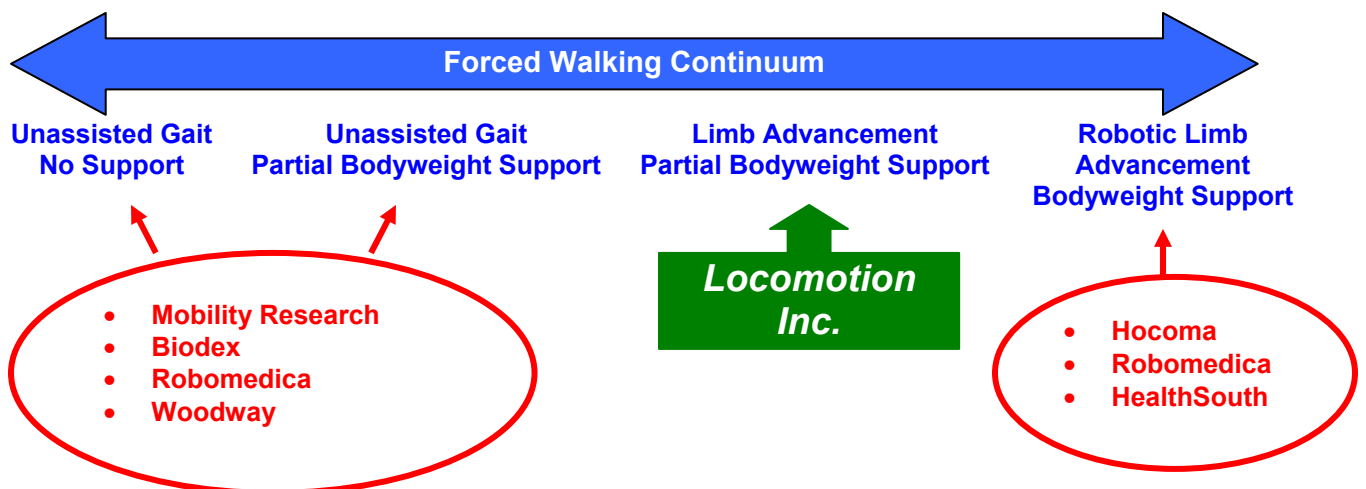 Forced Walking Continuum
Unassisted Gait
No Support
Unassisted Gait
Partial Bodyweight Support
Limb Advancement
Partial Bodyweight Support
Robotic Limb
Advancement
Bodyweight Support
• Mobility Research
• Biodex
• Robomedica
• Woodway
Locomotion
Inc.
• Hocoma
• Robomedica
• HealthSouth